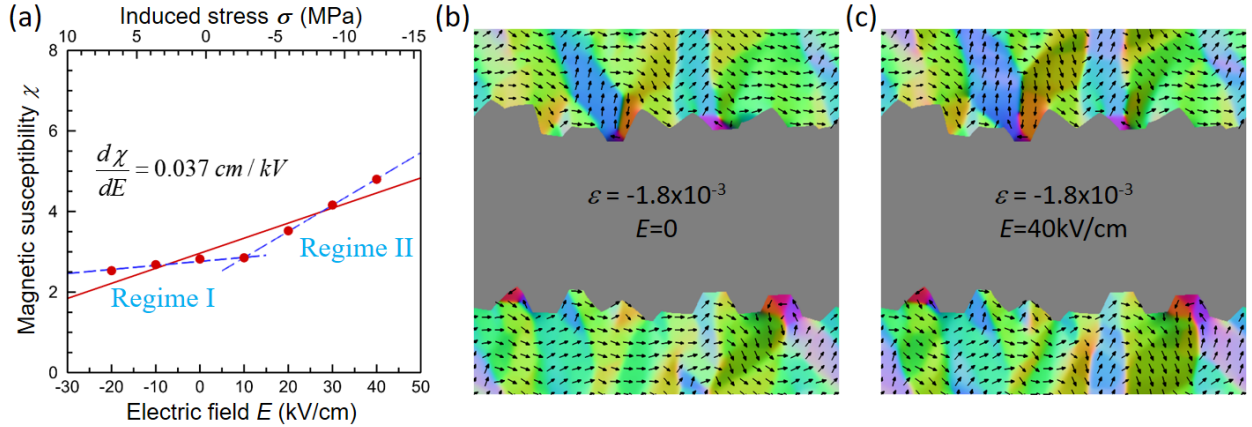 (a)
Induced stress σ (MPa)
10 5 0 -5 -10 -15
8
6
4
2
0
Magnetic susceptibility χ
dχ/dE = 0.037 cm / kV
Regime I
Regime II
-30 -20 -10 0 10 20 30 40 50
Electric field E (kV/cm)
(b)
ε = -1.8x10⁻³
E=0
(c)
ε = -1.8x10⁻³
E=40kV/cm